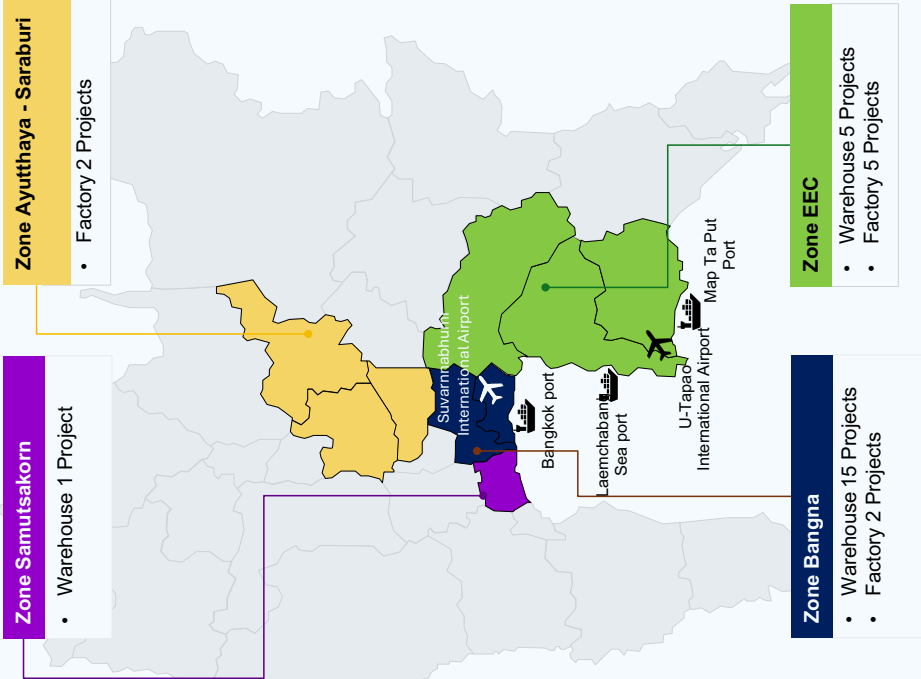 Zone Samutsakorn
• Warehouse 1 Project
Zone Ayutthaya - Saraburi
• Factory 2 Projects
Suvarnnabhumi
International Airport
Bangkok port
Laemchabang
Sea port
U-Tapao
International Airport
Map Ta Put
Port
Zone Bangna
• Warehouse 15 Projects
• Factory 2 Projects
Zone EEC
• Warehouse 5 Projects
• Factory 5 Projects